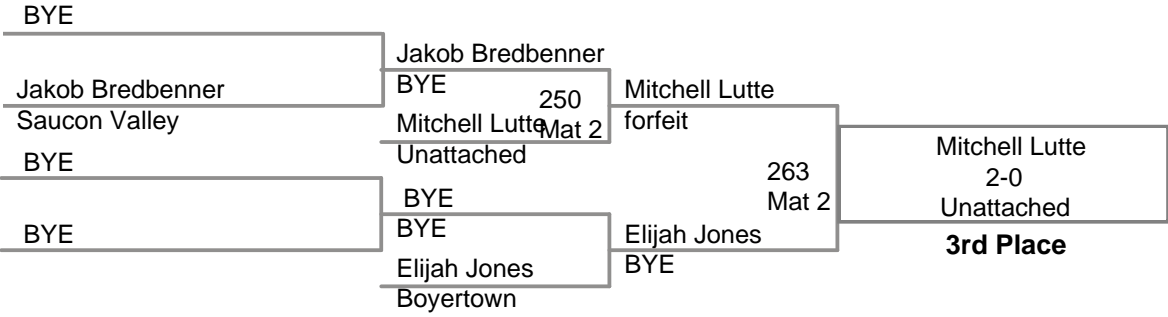 BYE
Jakob Bredbenner
Saucon Valley
BYE
BYE
Jakob Bredbenner
BYE
250
Mat 2
Mitchell Lutte
Unattached
BYE
BYE
Elijah Jones
Boyertown
Mitchell Lutte
forfeit
263
Mat 2
Elijah Jones
BYE
Mitchell Lutte
2-0
Unattached
3rd Place